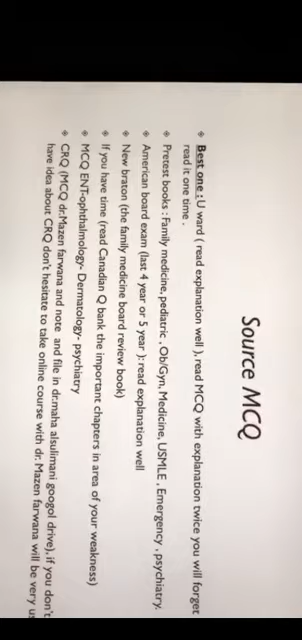 Source MCQ
Best one : U ward ( read explanation well ), read MCQ with explanation twice you will forget
read it one time .
Pretest books : Family medicine, pediatric , Ob/Gyn, Medicine, USMLE , Emergency , psychiatry.
American board exam (last 4 year or 5 year ): read explanation well
New braton (the family medicine board review book)
If you have time (read Canadian Q bank the important chapters in area of your weakness)
MCQ ENT-ophthalmology- Dermatology- psychiatry
CRQ (MCQ dr.Mazen farwana and note and file in dr.maha alsulimani googol drive), if you don't
have idea about CRQ don't hesitate to take online course with dr. Mazen farwana will be very us